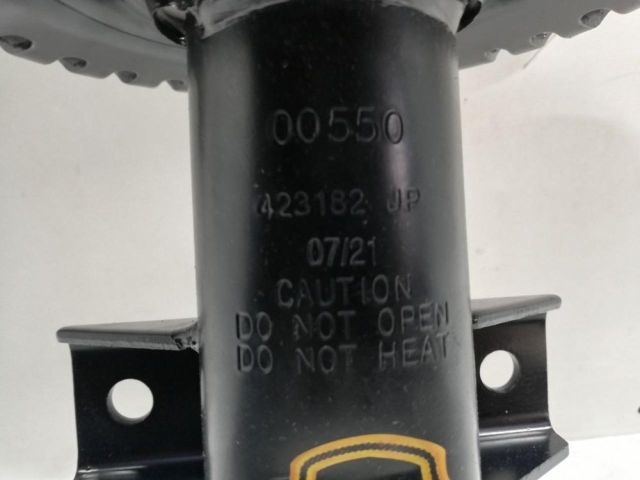 00550
423182 JP
07/21
CAUTION
DO NOT OPEN
DO NOT HEAT